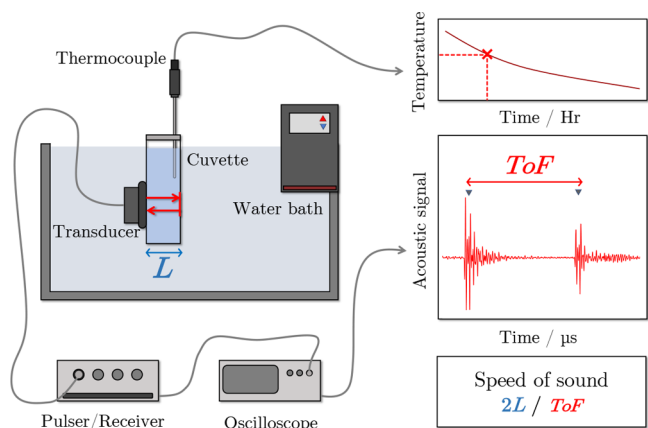 Thermocouple
Temperature
Time / Hr
Cuvette
Water bath
Transducer
L
ToF
Acoustic signal
Time / µs
Pulser/Receiver
Oscilloscope
Speed of sound
2L / ToF